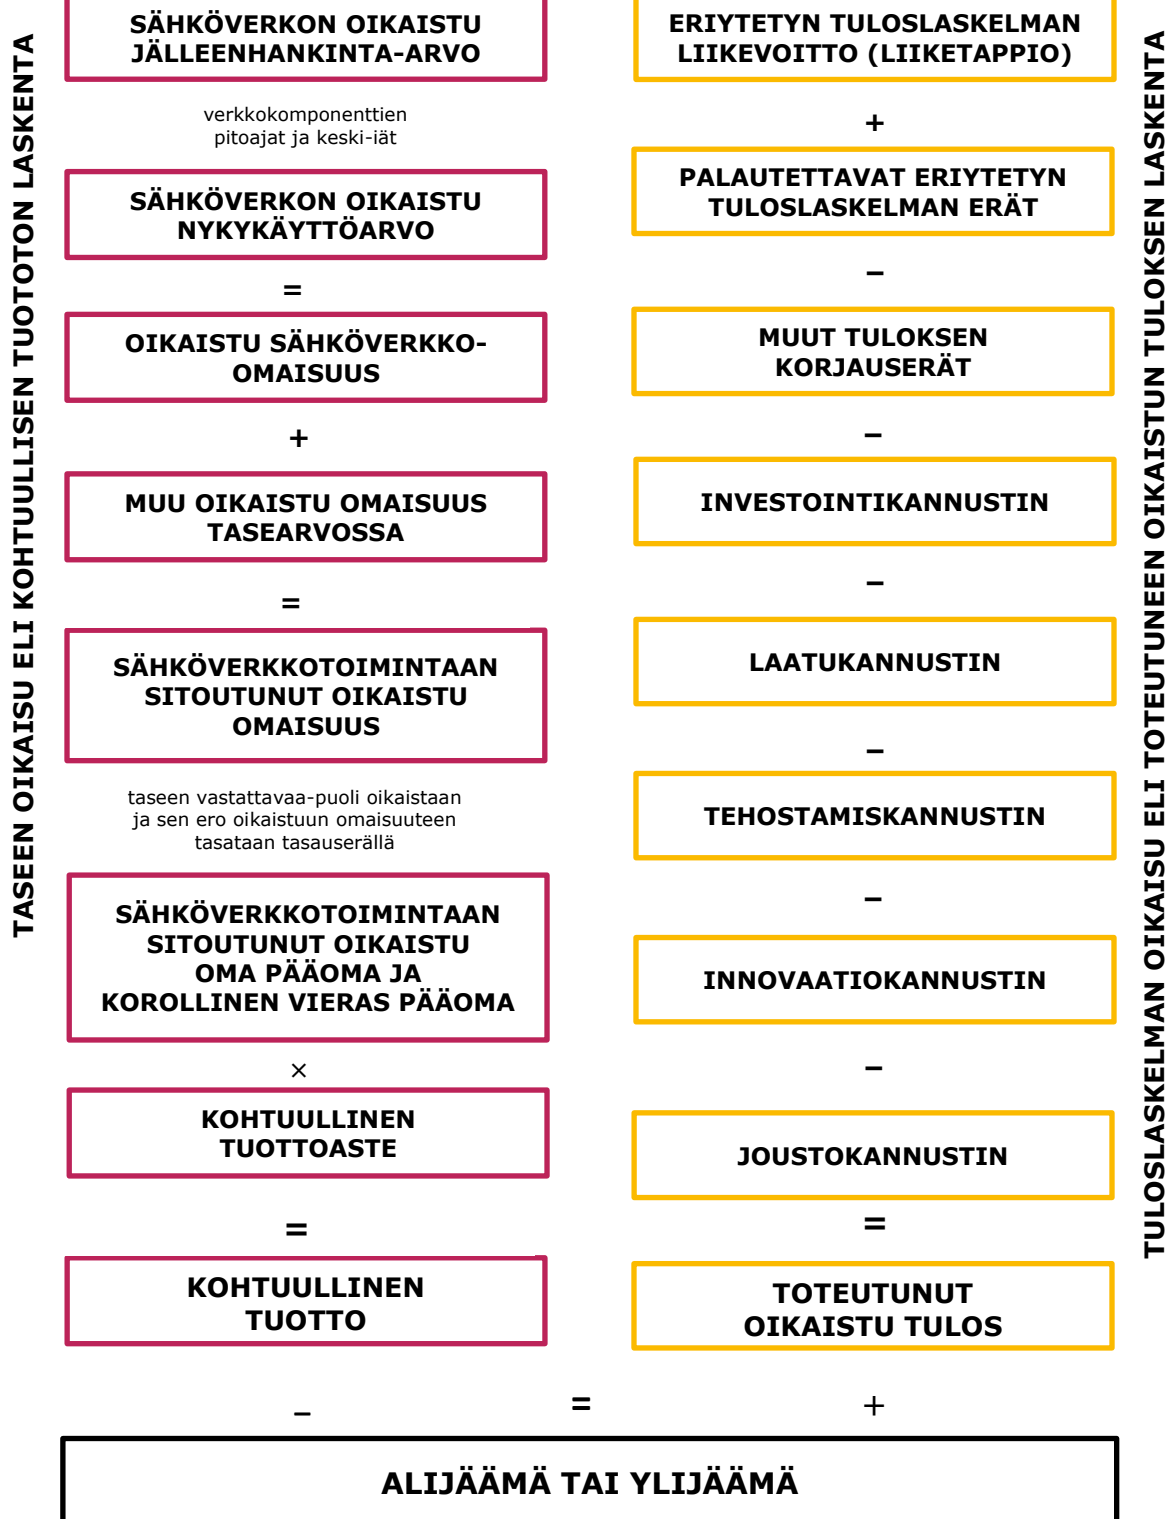 TASEEN OIKAISU ELI KOHTUULLISEN TUOTOTON LASKENTA
SÄHKÖVERKON OIKAISTU
JÄLLEENHANKINTA-ARVO
verkkokomponenttien
pitoajat ja keski-iät
SÄHKÖVERKON OIKAISTU
NYKYKÄYTTÖARVO
=
OIKAISTU SÄHKÖVERKKO-
OMAISUUS
+
MUU OIKAISTU OMAISUUS
TASEARVOSSA
=
SÄHKÖVERKKOTOIMINTAAN
SITOUTUNUT OIKAISTU
OMAISUUS
taseen vastattavaa-puoli oikaistaan
ja sen ero oikaistuun omaisuuteen
tasataan tasauserällä
SÄHKÖVERKKOTOIMINTAAN
SITOUTUNUT OIKAISTU
OMA PÄÄOMA JA
KOROLLINEN VIERAS PÄÄOMA
×
KOHTUULLINEN
TUOTTOASTE
=
KOHTUULLINEN
TUOTTO
ERIYTETYN TULOSLASKELMAN
LIIKEVOITTO (LIIKETAPPIO)
+
PALAUTETTAVAT ERIYTETYN
TULOSLASKELMAN ERÄT
–
MUUT TULOKSEN
KORJAUSERÄT
–
INVESTOINTIKANNUSTIN
–
LAATUKANNUSTIN
–
TEHOSTAMISKANNUSTIN
–
INNOVAATIOKANNUSTIN
–
JOUSTOKANNUSTIN
=
TOTEUTUNUT
OIKAISTU TULOS
TULOSLASKELMAN OIKAISU ELI TOTEUTUNEEN OIKAISTUN TULOKSEN LASKENTA
– = +
ALIJÄÄMÄ TAI YLIJÄÄMÄ